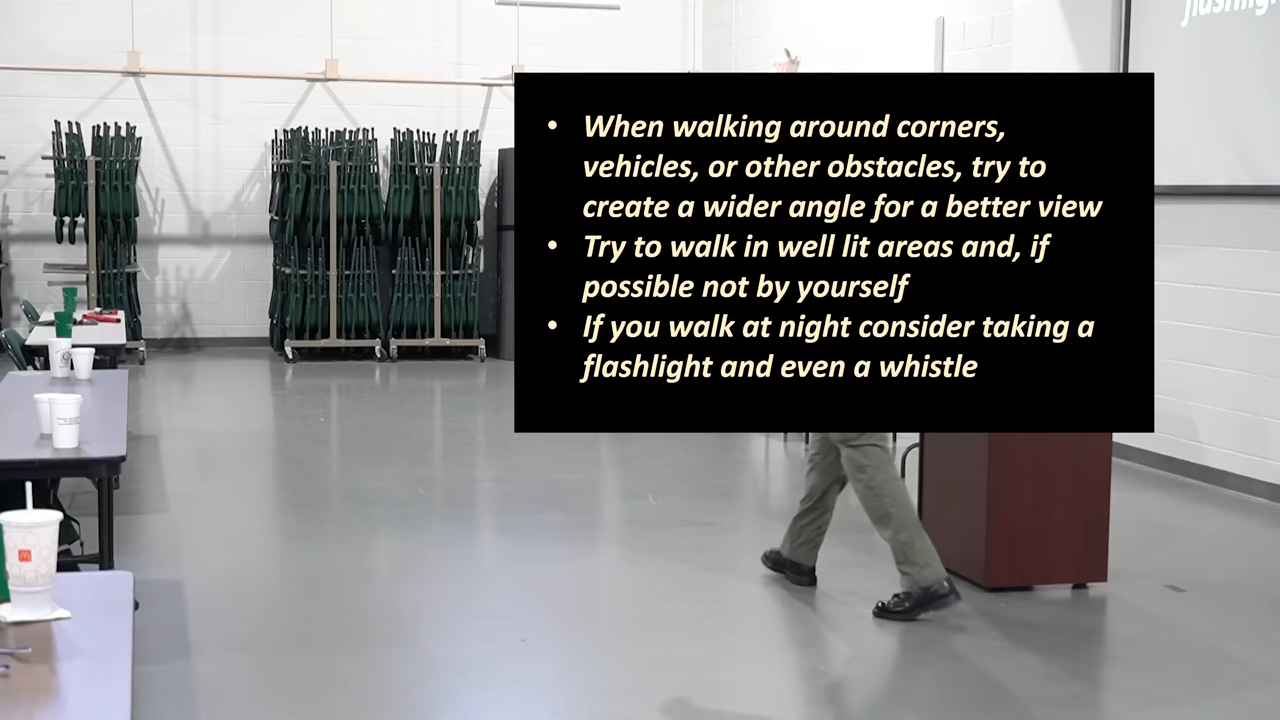 flashlight
• When walking around corners,
vehicles, or other obstacles, try to
create a wider angle for a better view
• Try to walk in well lit areas and, if
possible not by yourself
• If you walk at night consider taking a
flashlight and even a whistle